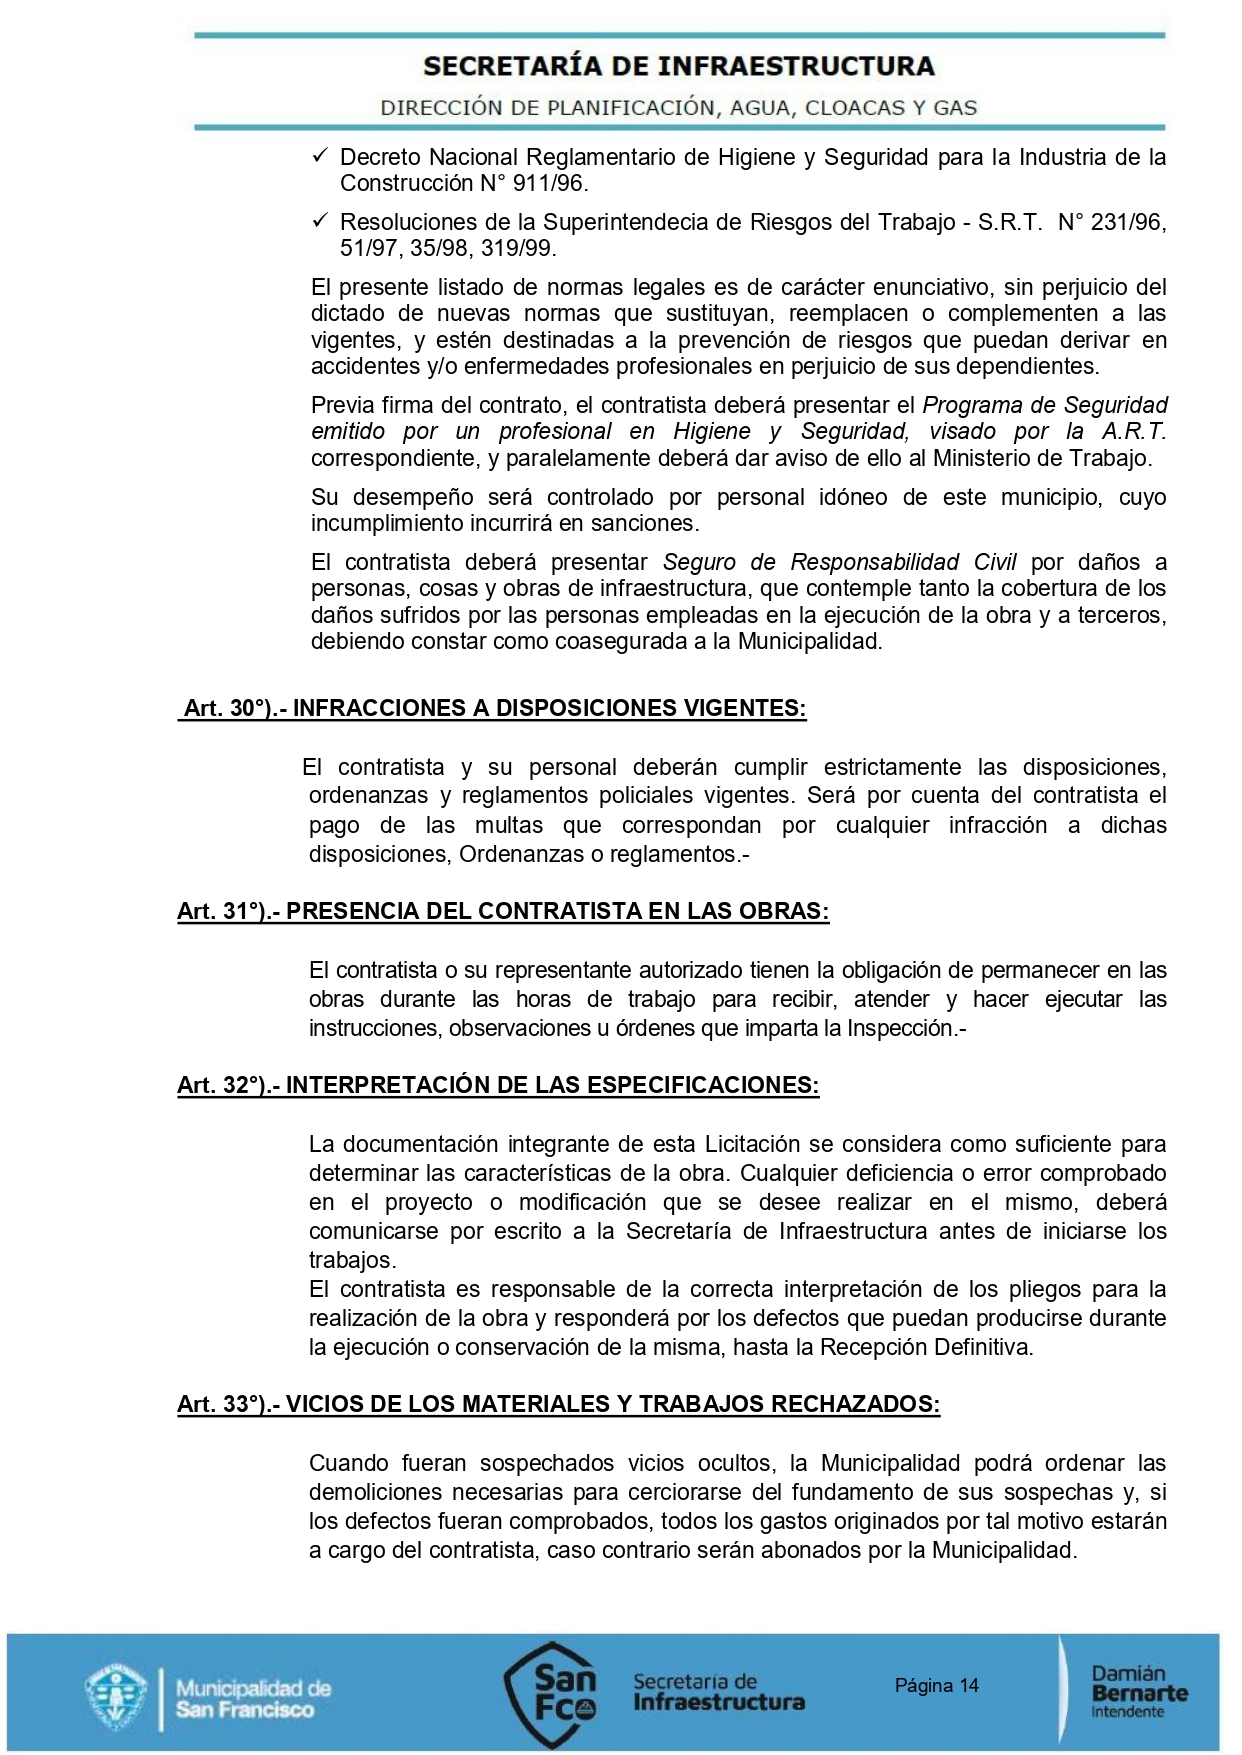 SECRETARÍA DE INFRAESTRUCTURA
DIRECCIÓN DE PLANIFICACIÓN, AGUA, CLOACAS Y GAS
✓ Decreto Nacional Reglamentario de Higiene y Seguridad para la Industria de la
Construcción N° 911/96.
✓ Resoluciones de la Superintendecia de Riesgos del Trabajo - S.R.T. N° 231/96,
51/97, 35/98, 319/99.
El presente listado de normas legales es de carácter enunciativo, sin perjuicio del
dictado de nuevas normas que sustituyan, reemplacen o complementen a las
vigentes, y estén destinadas a la prevención de riesgos que puedan derivar en
accidentes y/o enfermedades profesionales en perjuicio de sus dependientes.
Previa firma del contrato, el contratista deberá presentar el Programa de Seguridad
emitido por un profesional en Higiene y Seguridad, visado por la A.R.T.
correspondiente, y paralelamente deberá dar aviso de ello al Ministerio de Trabajo.
Su desempeño será controlado por personal idóneo de este municipio, cuyo
incumplimiento incurrirá en sanciones.
El contratista deberá presentar Seguro de Responsabilidad Civil por daños a
personas, cosas y obras de infraestructura, que contemple tanto la cobertura de los
daños sufridos por las personas empleadas en la ejecución de la obra y a terceros,
debiendo constar como coasegurada a la Municipalidad.
Art. 30°).- INFRACCIONES A DISPOSICIONES VIGENTES:
El contratista y su personal deberán cumplir estrictamente las disposiciones,
ordenanzas y reglamentos policiales vigentes. Será por cuenta del contratista el
pago de las multas que correspondan por cualquier infracción a dichas
disposiciones, Ordenanzas o reglamentos.-
Art. 31°).- PRESENCIA DEL CONTRATISTA EN LAS OBRAS:
El contratista o su representante autorizado tienen la obligación de permanecer en las
obras durante las horas de trabajo para recibir, atender y hacer ejecutar las
instrucciones, observaciones u órdenes que imparta la Inspección.-
Art. 32°).- INTERPRETACIÓN DE LAS ESPECIFICACIONES:
La documentación integrante de esta Licitación se considera como suficiente para
determinar las características de la obra. Cualquier deficiencia o error comprobado
en el proyecto o modificación que se desee realizar en el mismo, deberá
comunicarse por escrito a la Secretaría de Infraestructura antes de iniciarse los
trabajos.
El contratista es responsable de la correcta interpretación de los pliegos para la
realización de la obra y responderá por los defectos que puedan producirse durante
la ejecución o conservación de la misma, hasta la Recepción Definitiva.
Art. 33°).- VICIOS DE LOS MATERIALES Y TRABAJOS RECHAZADOS:
Cuando fueran sospechados vicios ocultos, la Municipalidad podrá ordenar las
demoliciones necesarias para cerciorarse del fundamento de sus sospechas y, si
los defectos fueran comprobados, todos los gastos originados por tal motivo estarán
a cargo del contratista, caso contrario serán abonados por la Municipalidad.
Municipalidad de
San Francisco
San
Fco
Secretaría de
Infraestructura
Página 14
Damián
Bernarte
Intendente